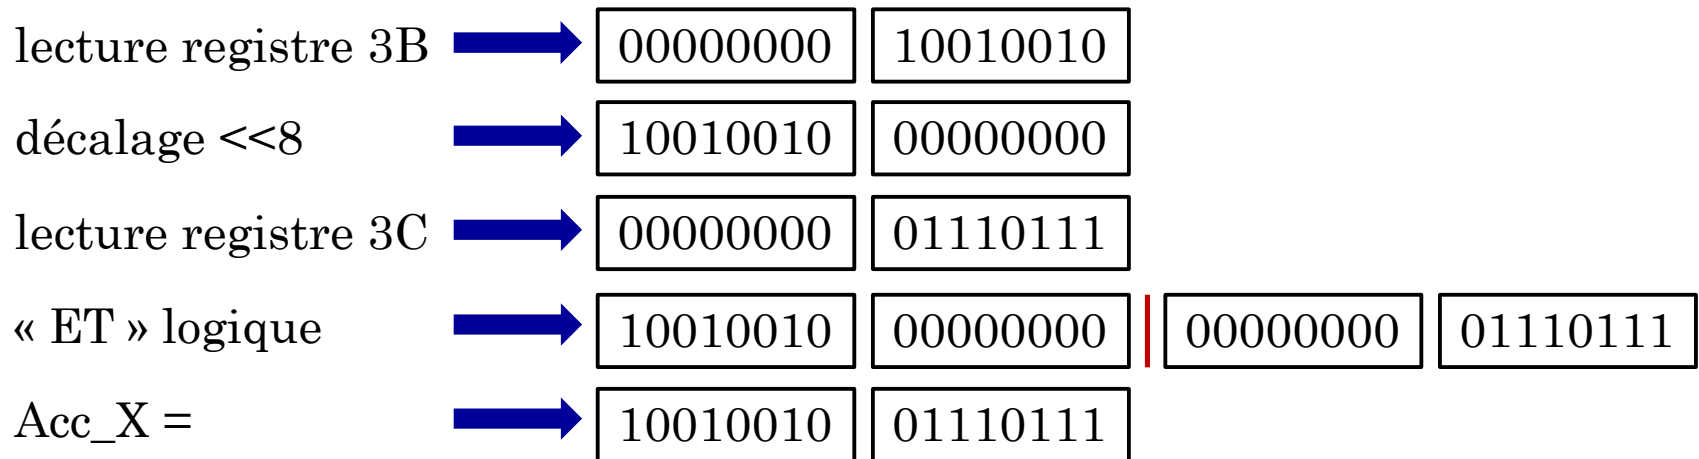 lecture registre 3B 00000000 10010010
décalage <<8 10010010 00000000
lecture registre 3C 00000000 01110111
« ET » logique 10010010 00000000 | 00000000 01110111
Acc_X = 10010010 01110111